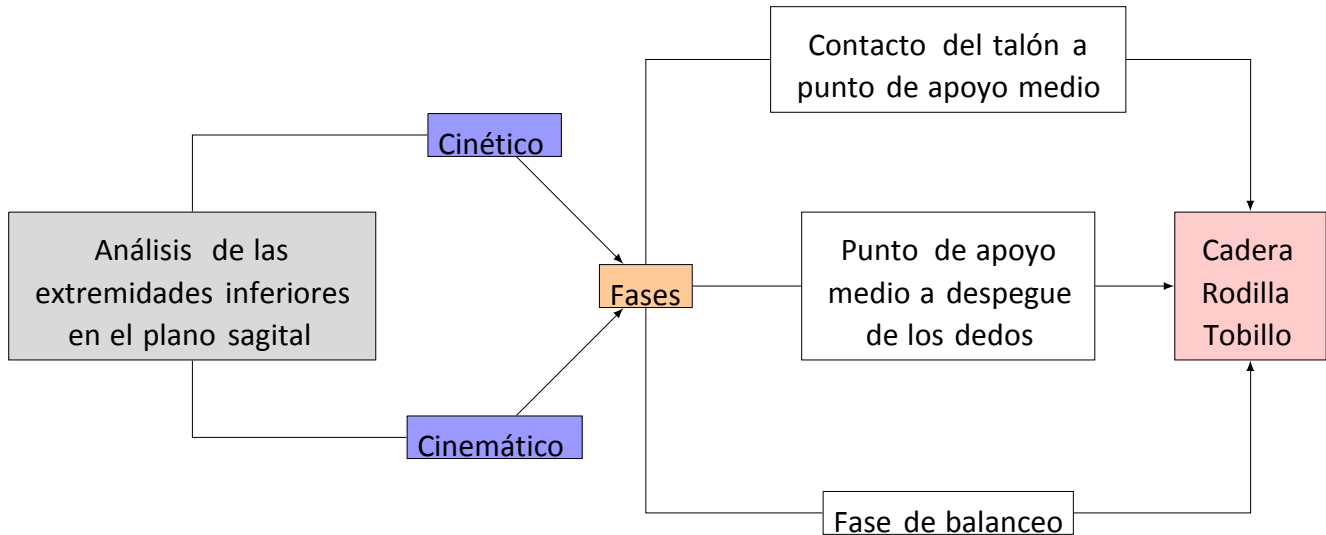 Análisis de las
extremidades inferiores
en el plano sagital
Cinético
Cinemático
Fases
Contacto del talón a
punto de apoyo medio
Punto de apoyo
medio a despegue
de los dedos
Fase de balanceo
Cadera
Rodilla
Tobillo